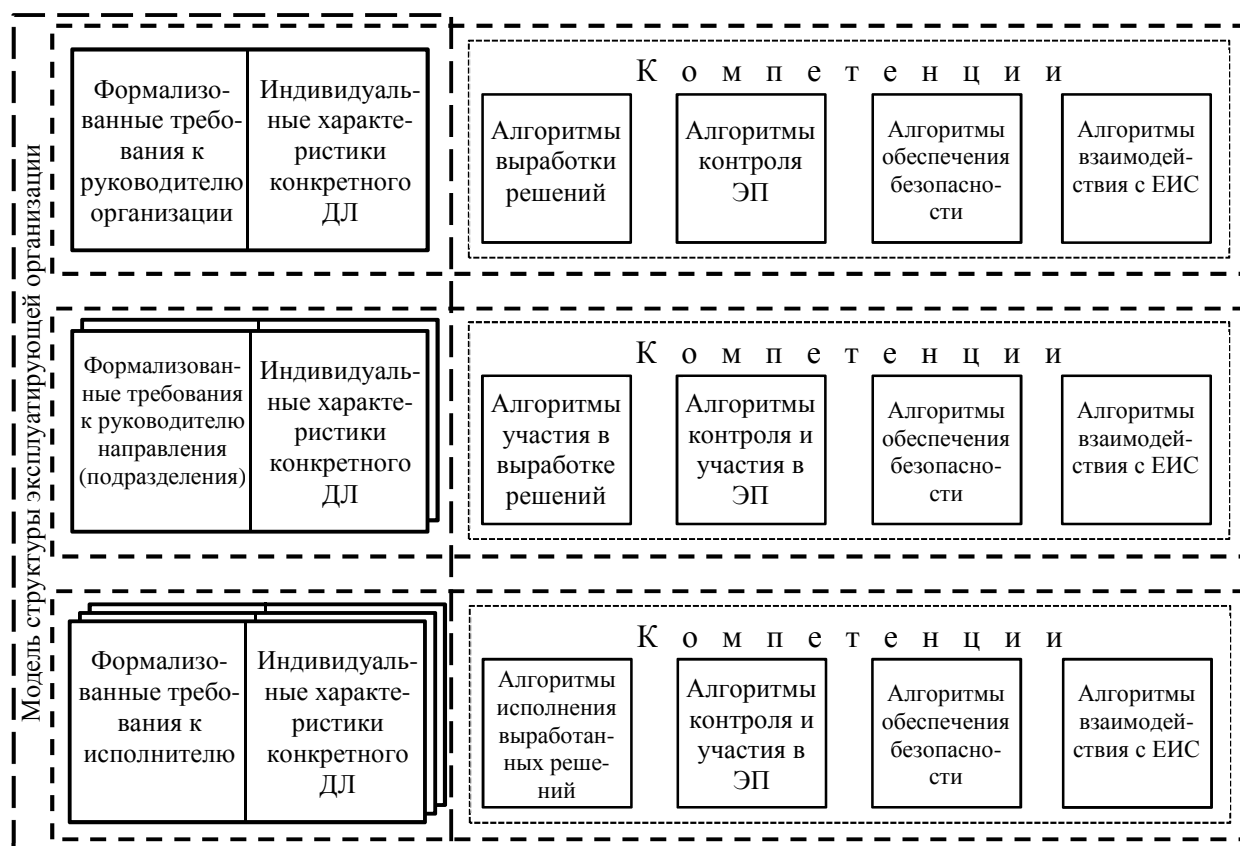 Модель структуры эксплуатирующей организации
Формализо-
ванные требо-
вания к
руководителю
организации
Индивидуаль-
ные характе-
ристики
конкретного
ДЛ
Компетенции
Алгоритмы
выработки
решений
Алгоритмы
контроля
ЭП
Алгоритмы
обеспечения
безопасно-
сти
Алгоритмы
взаимодей-
ствия с ЕИС
Формализован-
ные требования
к руководителю
направления
(подразделения)
Индивидуаль-
ные характе-
ристики
конкретного
ДЛ
Компетенции
Алгоритмы
участия в
выработке
решений
Алгоритмы
контроля и
участия в
ЭП
Алгоритмы
обеспечения
безопасно-
сти
Алгоритмы
взаимодей-
ствия с ЕИС
Формализо-
ванные требо-
вания к
исполнителю
Индивидуаль-
ные характе-
ристики
конкретного
ДЛ
Компетенции
Алгоритмы
исполнения
выработан-
ных реше-
ний
Алгоритмы
контроля и
участия в
ЭП
Алгоритмы
обеспечения
безопасно-
сти
Алгоритмы
взаимодей-
ствия с ЕИС